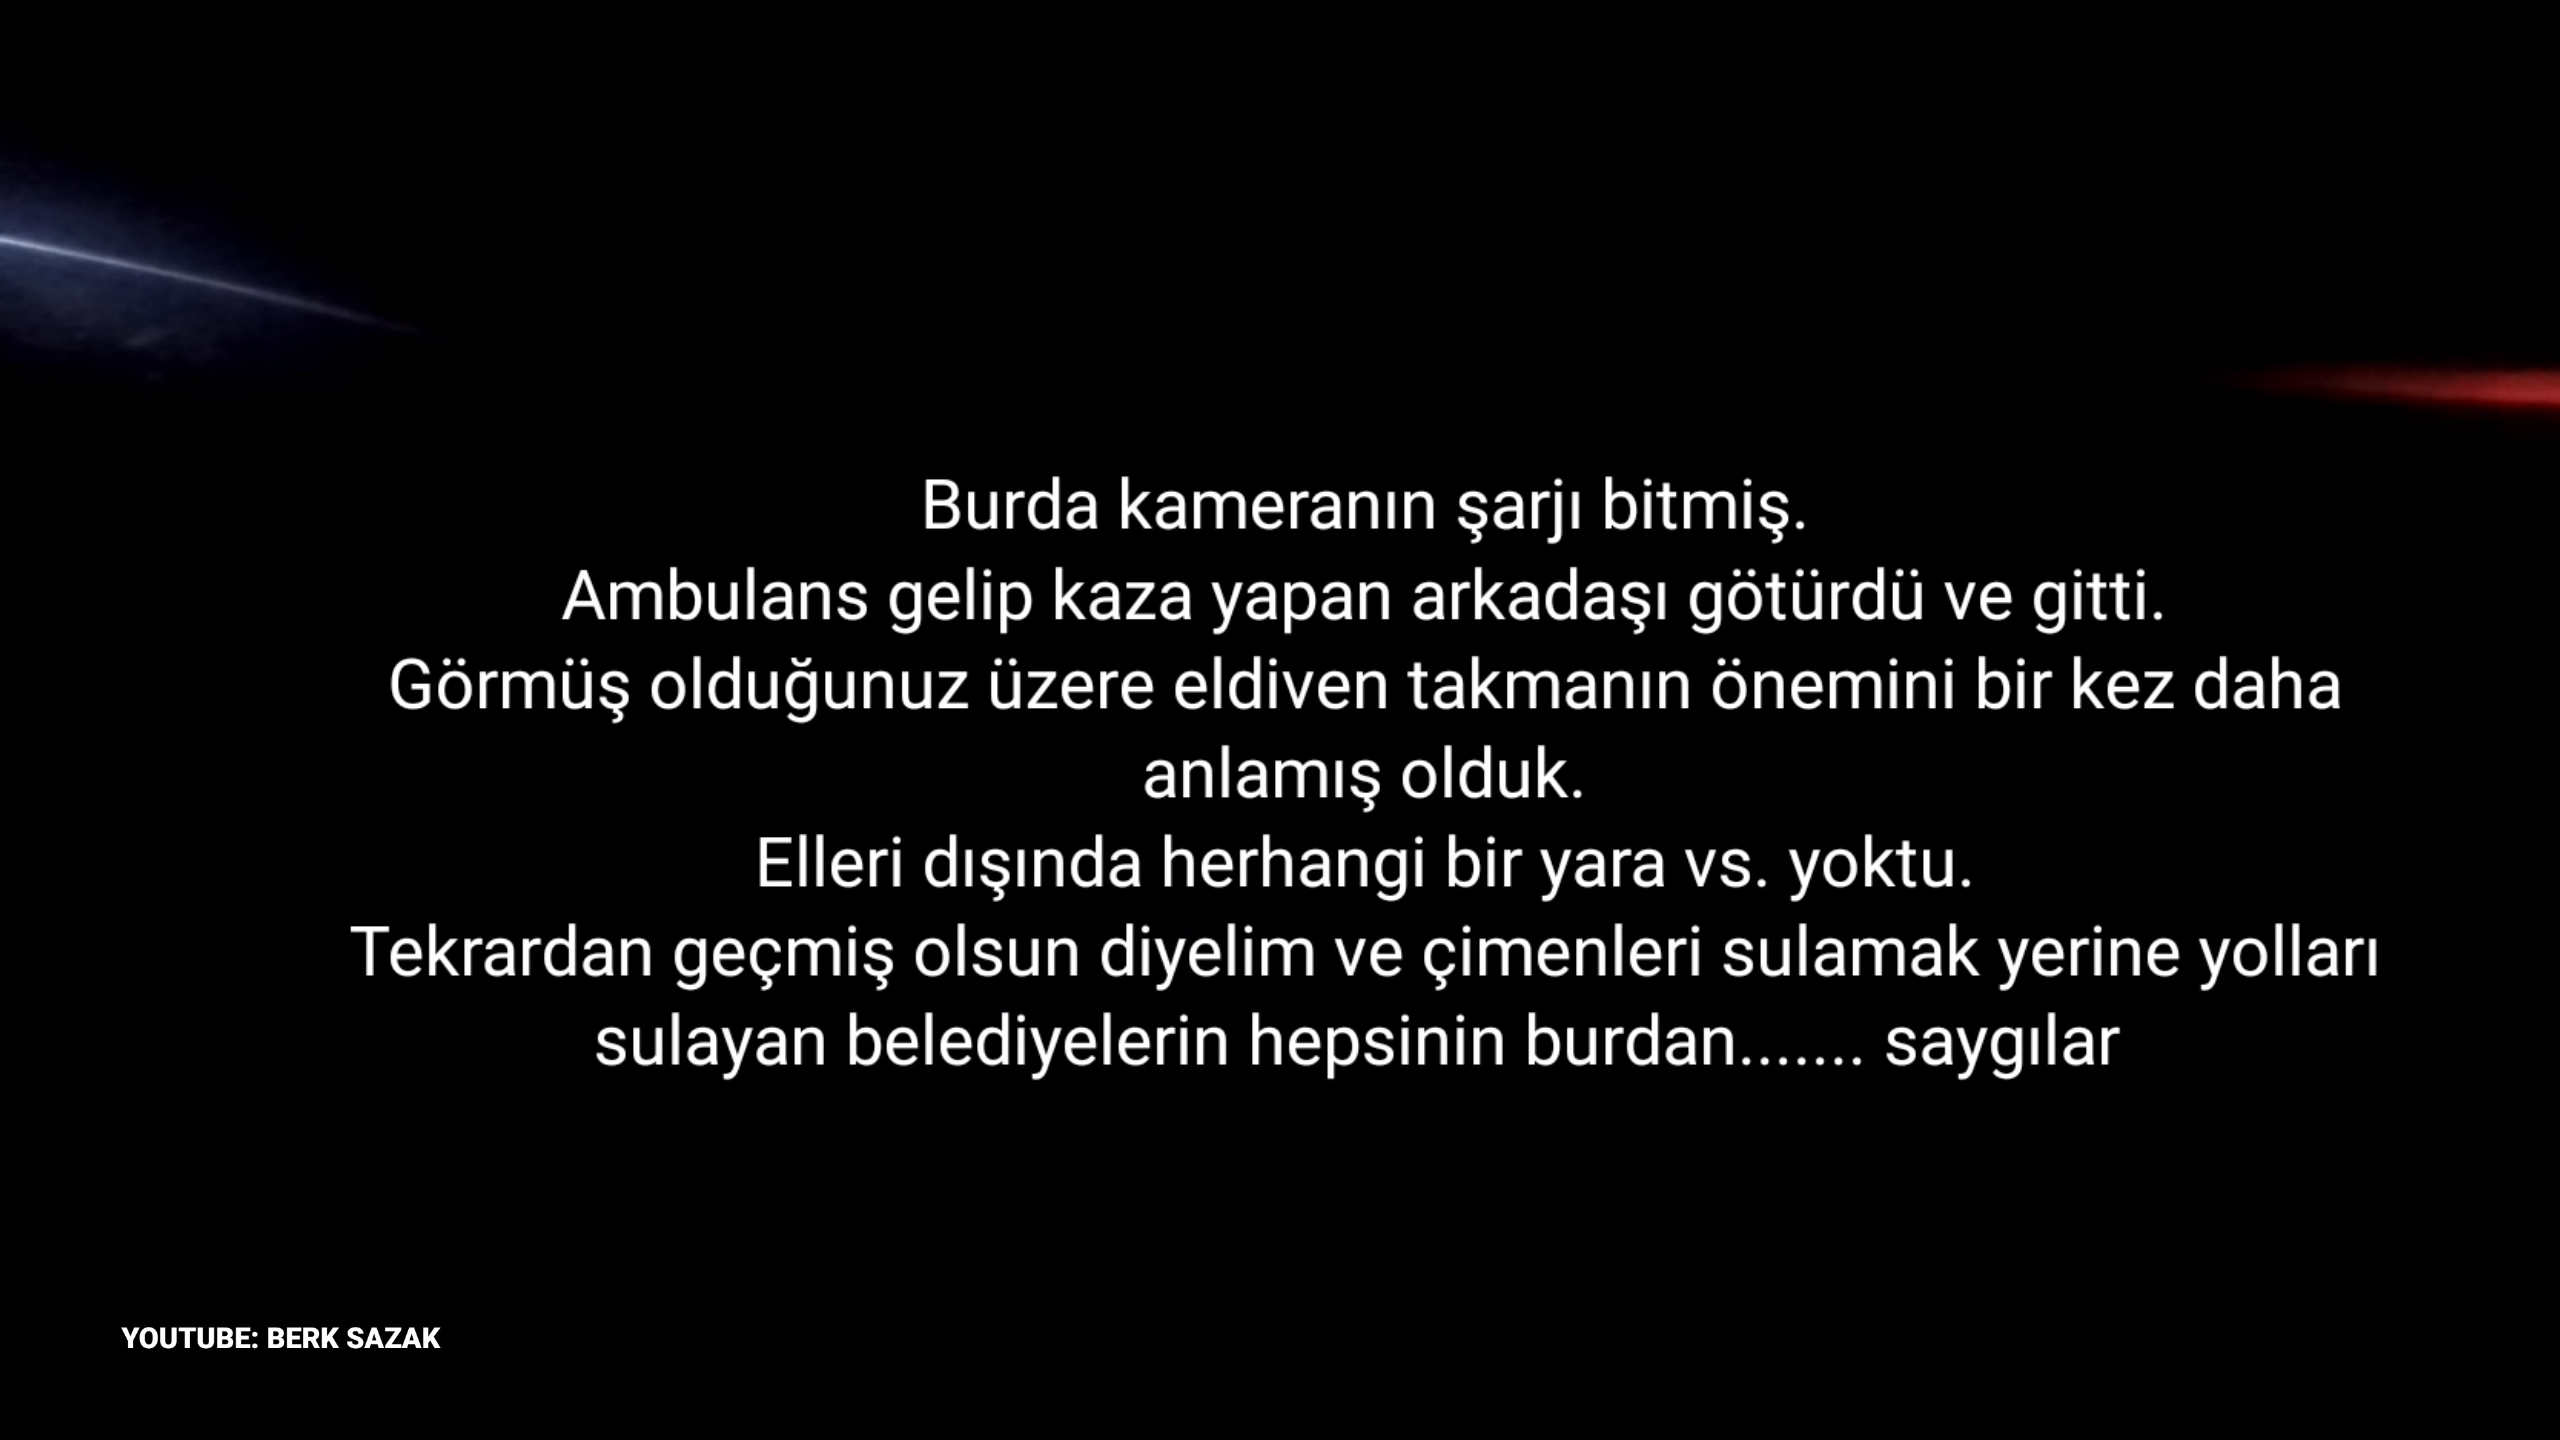 Burda kameranın şarjı bitmiş.
Ambulans gelip kaza yapan arkadaşı götürdü ve gitti.
Görmüş olduğunuz üzere eldiven takmanın önemini bir kez daha
anlamış olduk.
Elleri dışında herhangi bir yara vs. yoktu.
Tekrardan geçmiş olsun diyelim ve çimenleri sulamak yerine yolları
sulayan belediyelerin hepsinin burdan....... saygılar
YOUTUBE: BERK SAZAK